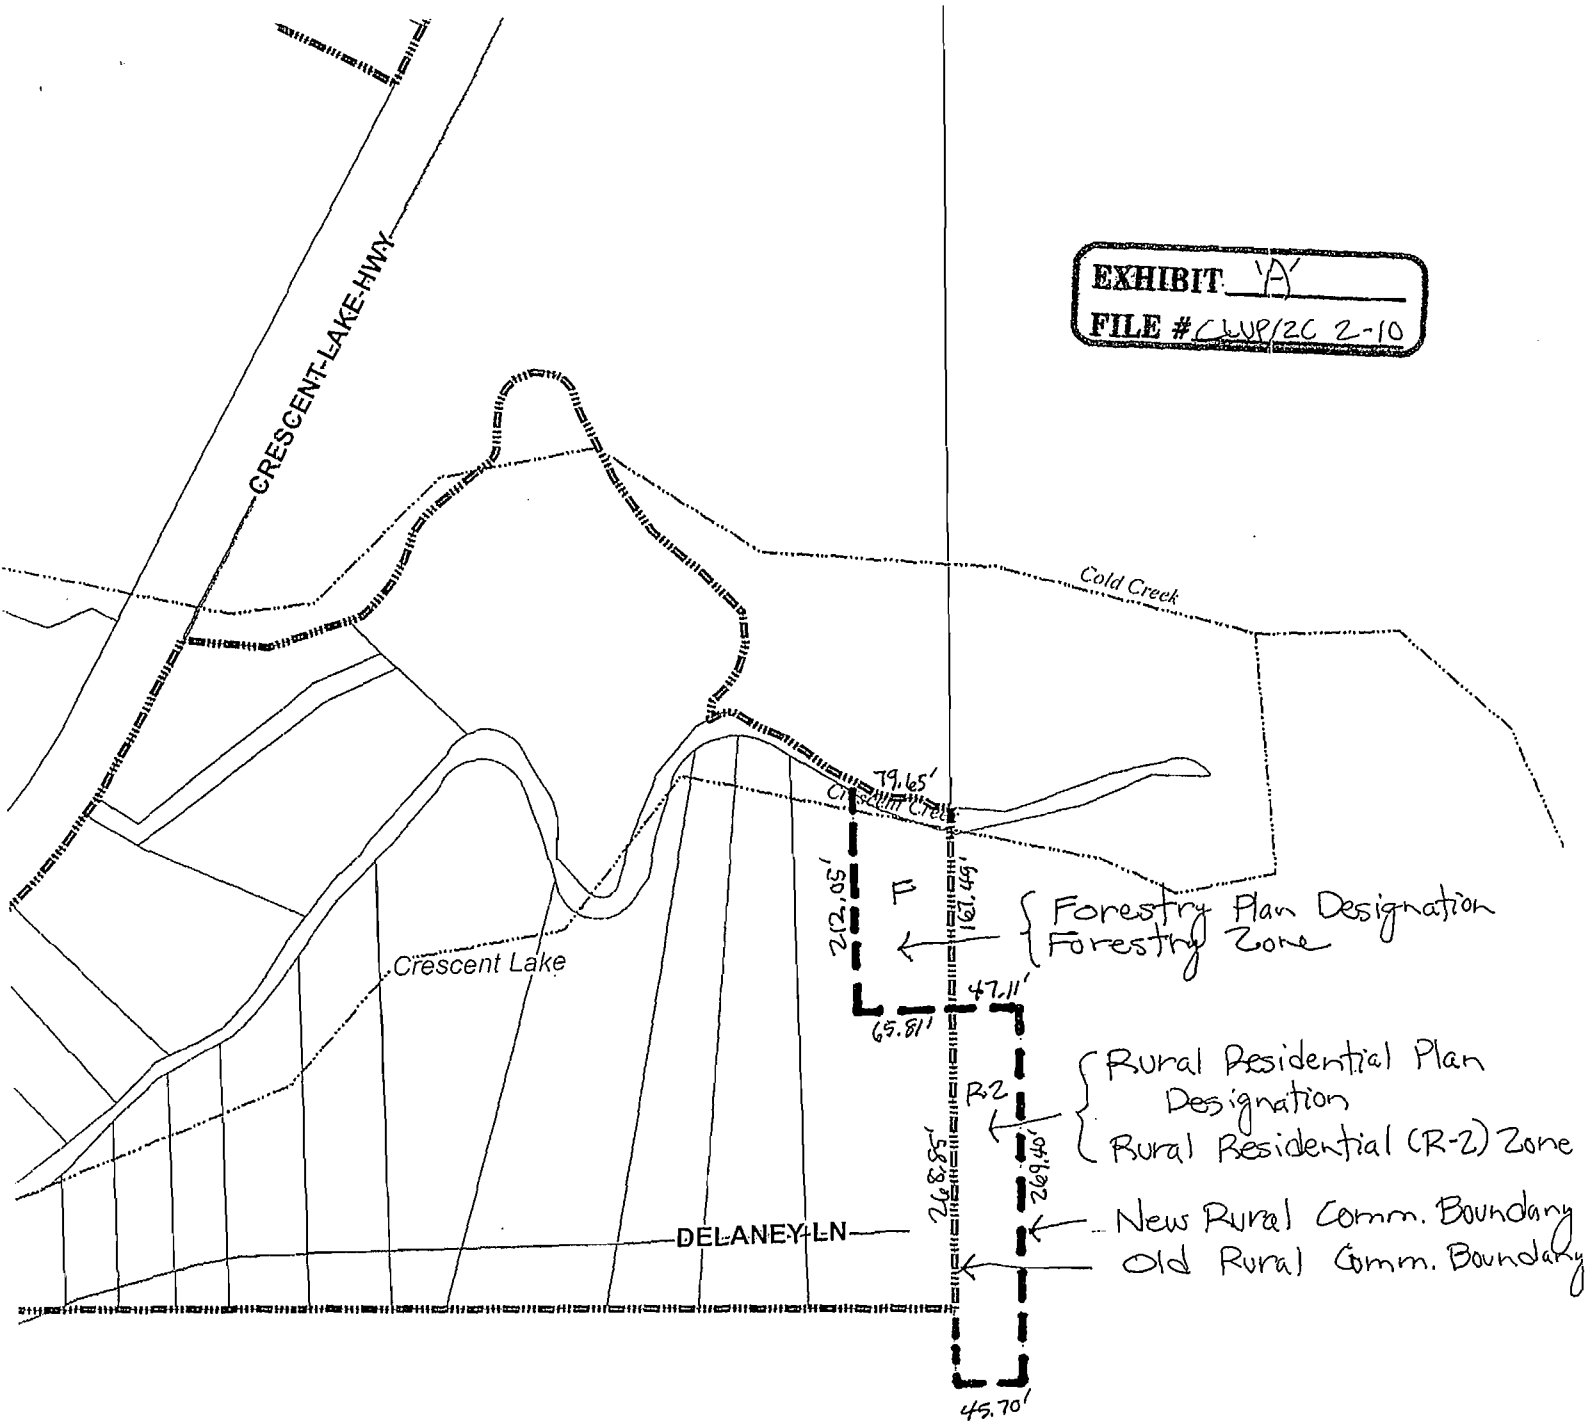 EXHIBIT 'A'
FILE # CLUP/ZC 2-10
CRESCENT-LAKE-HWY
Cold Creek
79.65'
Crescent Creek
212.05'
F
167.49'
{ Forestry Plan Designation
{ Forestry Zone
Crescent Lake
47.11'
65.81'
R-2
{ Rural Residential Plan
Designation
Rural Residential (R-2) Zone
268.85'
269.40'
New Rural Comm. Boundary
DELANEY LN
Old Rural Comm. Boundary
45.70'